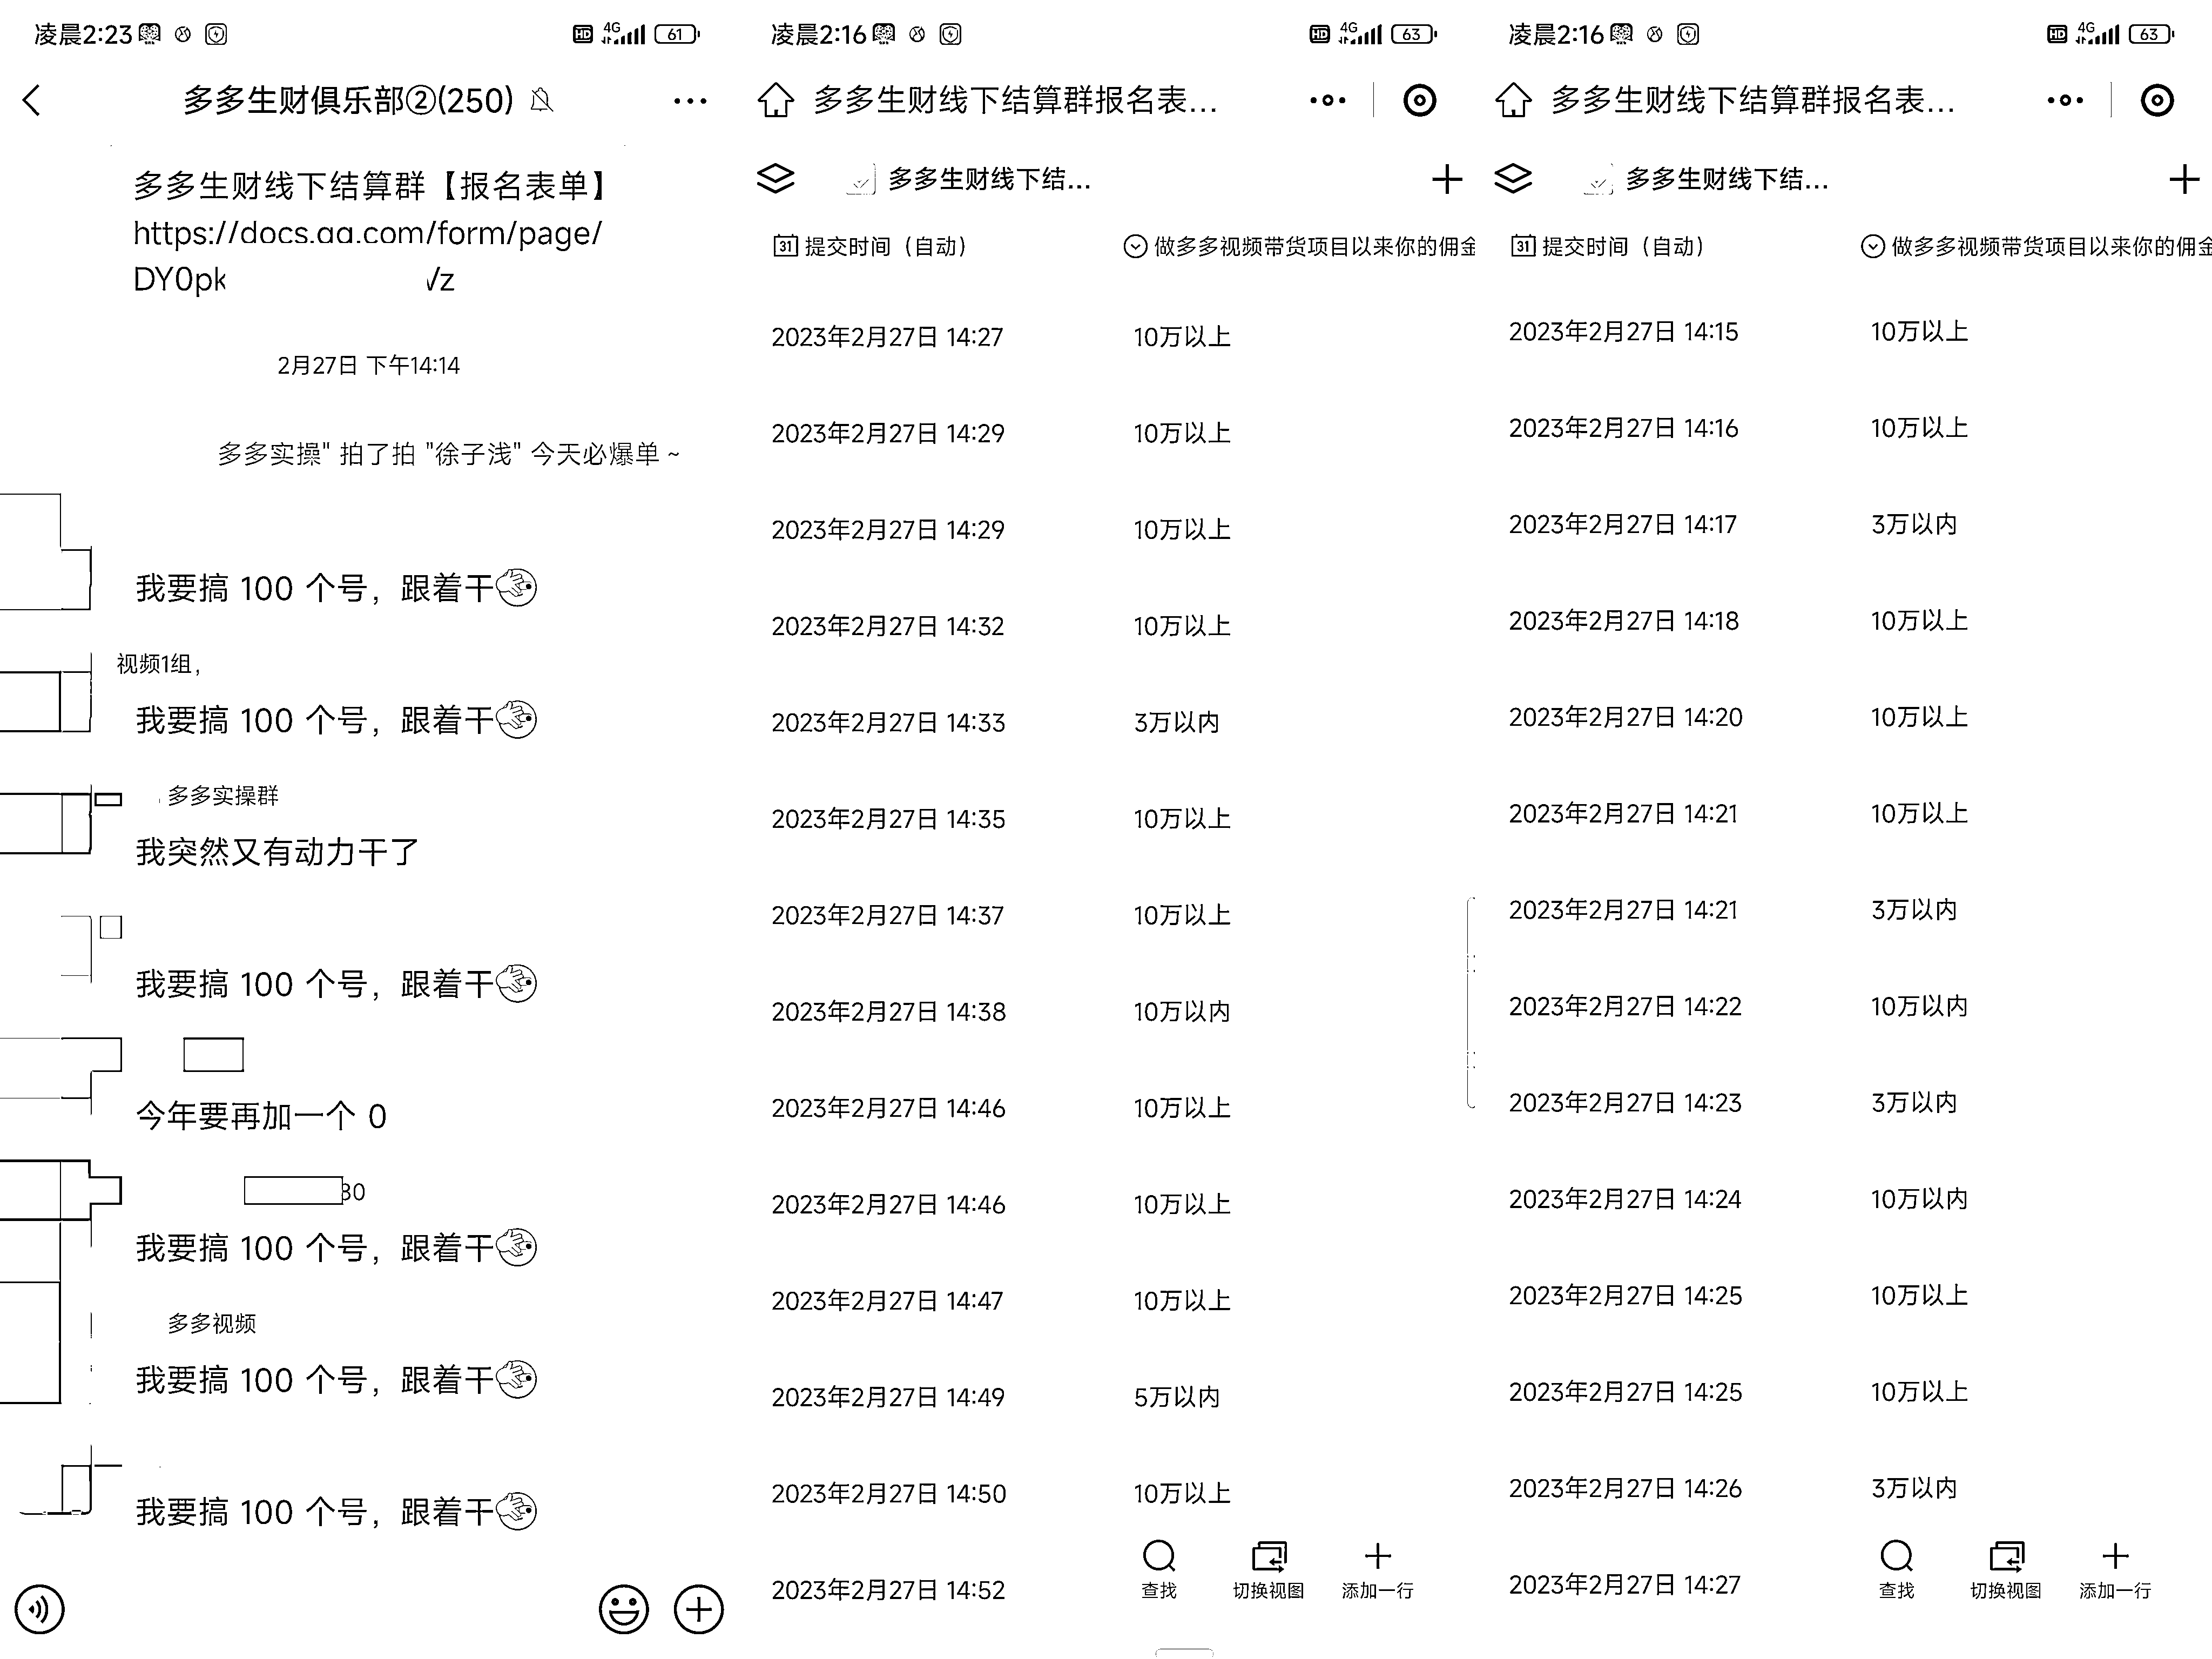 凌晨2:23
HD 4G 61
多多生财俱乐部②(250)
多多生财线下结算群【报名表单】
https://docs.qq.com/form/page/
DY0pk
Vz
2月27日 下午14:14
多多实操" 拍了拍 "徐子浅" 今天必爆单 ~
我要搞 100 个号，跟着干
视频1组，
我要搞 100 个号，跟着干
多多实操群
我突然又有动力干了
我要搞 100 个号，跟着干
今年要再加一个 0
30
我要搞 100 个号，跟着干
多多视频
我要搞 100 个号，跟着干
我要搞 100 个号，跟着干
凌晨2:16
HD 4G 63
多多生财线下结算群报名表...
多多生财线下结...
31 提交时间（自动） 做多多视频带货项目以来你的佣金
2023年2月27日 14:27 10万以上
2023年2月27日 14:29 10万以上
2023年2月27日 14:29 10万以上
2023年2月27日 14:32 10万以上
2023年2月27日 14:33 3万以内
2023年2月27日 14:35 10万以上
2023年2月27日 14:37 10万以上
2023年2月27日 14:38 10万以内
2023年2月27日 14:46 10万以上
2023年2月27日 14:46 10万以上
2023年2月27日 14:47 10万以上
2023年2月27日 14:49 5万以内
2023年2月27日 14:50 10万以上
2023年2月27日 14:52
查找 切换视图 添加一行
凌晨2:16
HD 4G 63
多多生财线下结算群报名表...
多多生财线下结...
31 提交时间（自动） 做多多视频带货项目以来你的佣金
2023年2月27日 14:15 10万以上
2023年2月27日 14:16 10万以上
2023年2月27日 14:17 3万以内
2023年2月27日 14:18 10万以上
2023年2月27日 14:20 10万以上
2023年2月27日 14:21 10万以上
2023年2月27日 14:21 3万以内
2023年2月27日 14:22 10万以内
2023年2月27日 14:23 3万以内
2023年2月27日 14:24 10万以内
2023年2月27日 14:25 10万以上
2023年2月27日 14:25 10万以上
2023年2月27日 14:26 3万以内
2023年2月27日 14:27
查找 切换视图 添加一行